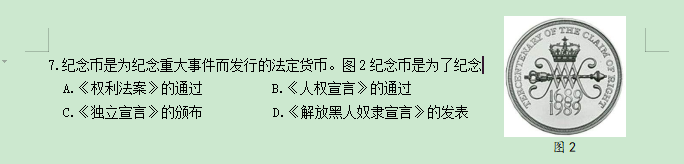 7.纪念币是为纪念重大事件而发行的法定货币。图2纪念币是为了纪念
A.《权利法案》的通过 B.《人权宣言》的通过
C.《独立宣言》的颁布 D.《解放黑人奴隶宣言》的发表
TERCENTENARY OF THE CLAIM OF RIGHT
1689
1989
图2